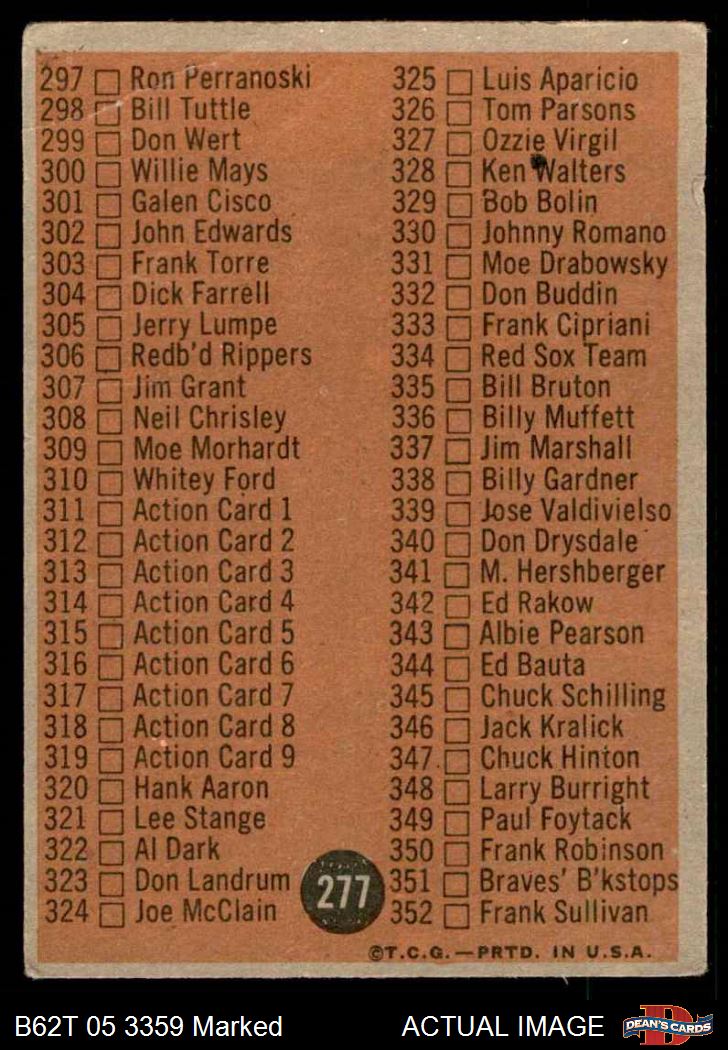 297 Ron Perranoski
298 Bill Tuttle
299 Don Wert
300 Willie Mays
301 Galen Cisco
302 John Edwards
303 Frank Torre
304 Dick Farrell
305 Jerry Lumpe
306 Redb'd Rippers
307 Jim Grant
308 Neil Chrisley
309 Moe Morhardt
310 Whitey Ford
311 Action Card 1
312 Action Card 2
313 Action Card 3
314 Action Card 4
315 Action Card 5
316 Action Card 6
317 Action Card 7
318 Action Card 8
319 Action Card 9
320 Hank Aaron
321 Lee Stange
322 Al Dark
323 Don Landrum
324 Joe McClain
277
325 Luis Aparicio
326 Tom Parsons
327 Ozzie Virgil
328 Ken Walters
329 Bob Bolin
330 Johnny Romano
331 Moe Drabowsky
332 Don Buddin
333 Frank Cipriani
334 Red Sox Team
335 Bill Bruton
336 Billy Muffett
337 Jim Marshall
338 Billy Gardner
339 Jose Valdivielso
340 Don Drysdale
341 M. Hershberger
342 Ed Rakow
343 Albie Pearson
344 Ed Bauta
345 Chuck Schilling
346 Jack Kralick
347 Chuck Hinton
348 Larry Burright
349 Paul Foytack
350 Frank Robinson
351 Braves' B'kstops
352 Frank Sullivan
©T.C.G.—PRTD. IN U.S.A.
B62T 05 3359 Marked
ACTUAL IMAGE
D
DEAN'S CARDS